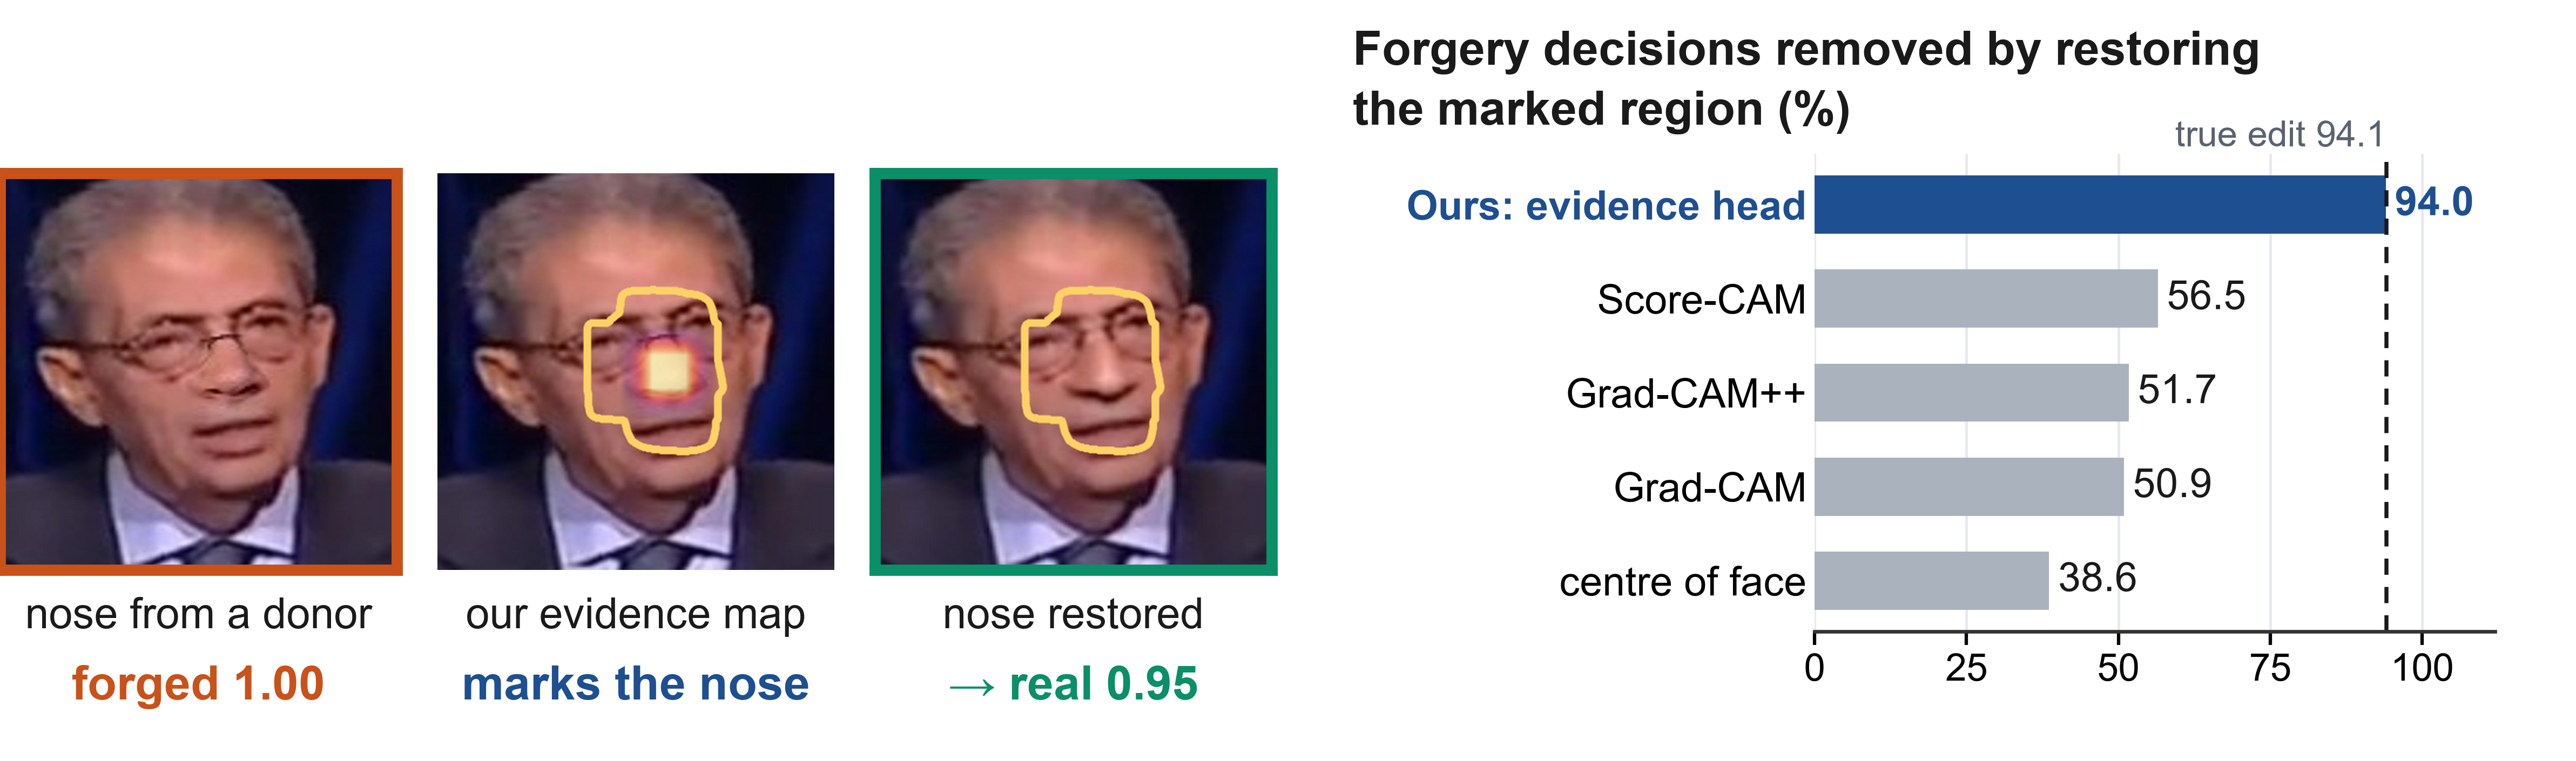 nose from a donor
forged 1.00
our evidence map
marks the nose
nose restored
→ real 0.95
Forgery decisions removed by restoring
the marked region (%)
true edit 94.1
Ours: evidence head 94.0
Score-CAM 56.5
Grad-CAM++ 51.7
Grad-CAM 50.9
centre of face 38.6
0 25 50 75 100